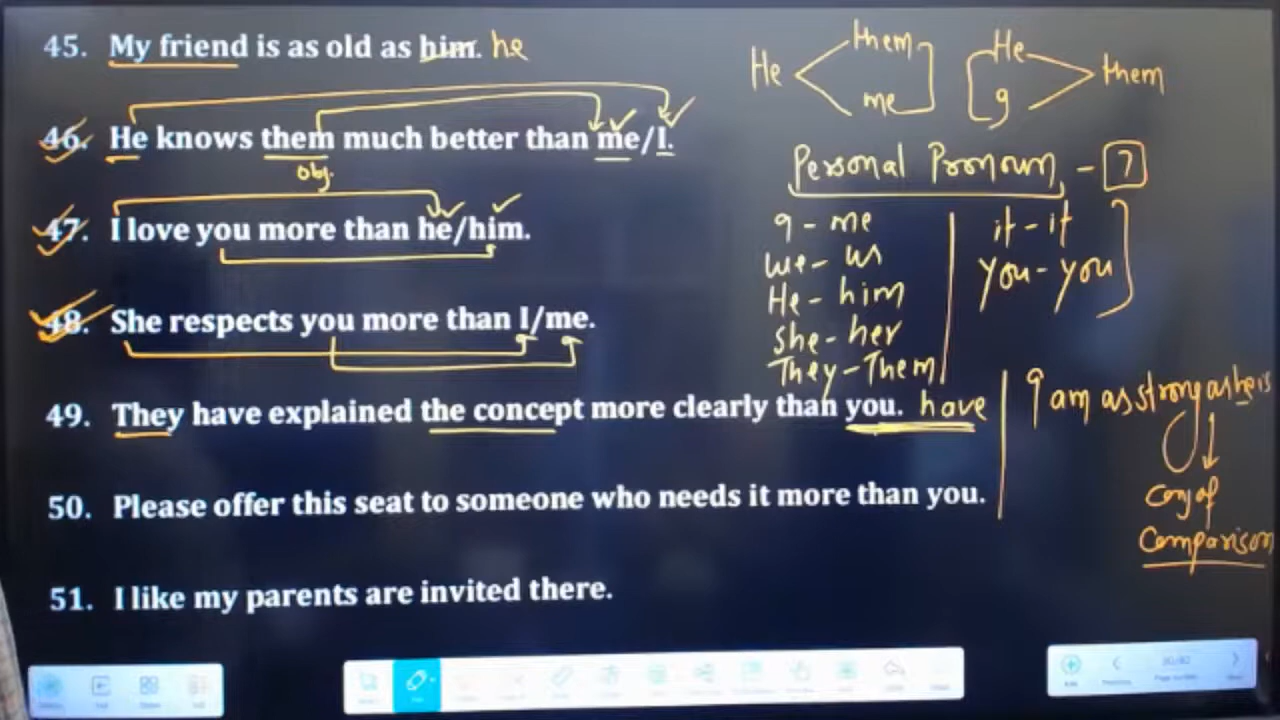 45. My friend is as old as him. he
46. He knows them much better than me/I.
obj.
47. I love you more than he/him.
48. She respects you more than I/me.
49. They have explained the concept more clearly than you. have
50. Please offer this seat to someone who needs it more than you.
51. I like my parents are invited there.
He
them
me
He
I
them
Personal Pronoun - 7
I - me
we - us
He - him
she - her
They - Them
it - it
you - you
I am as strong as he is
Conj of
Comparison
30/40